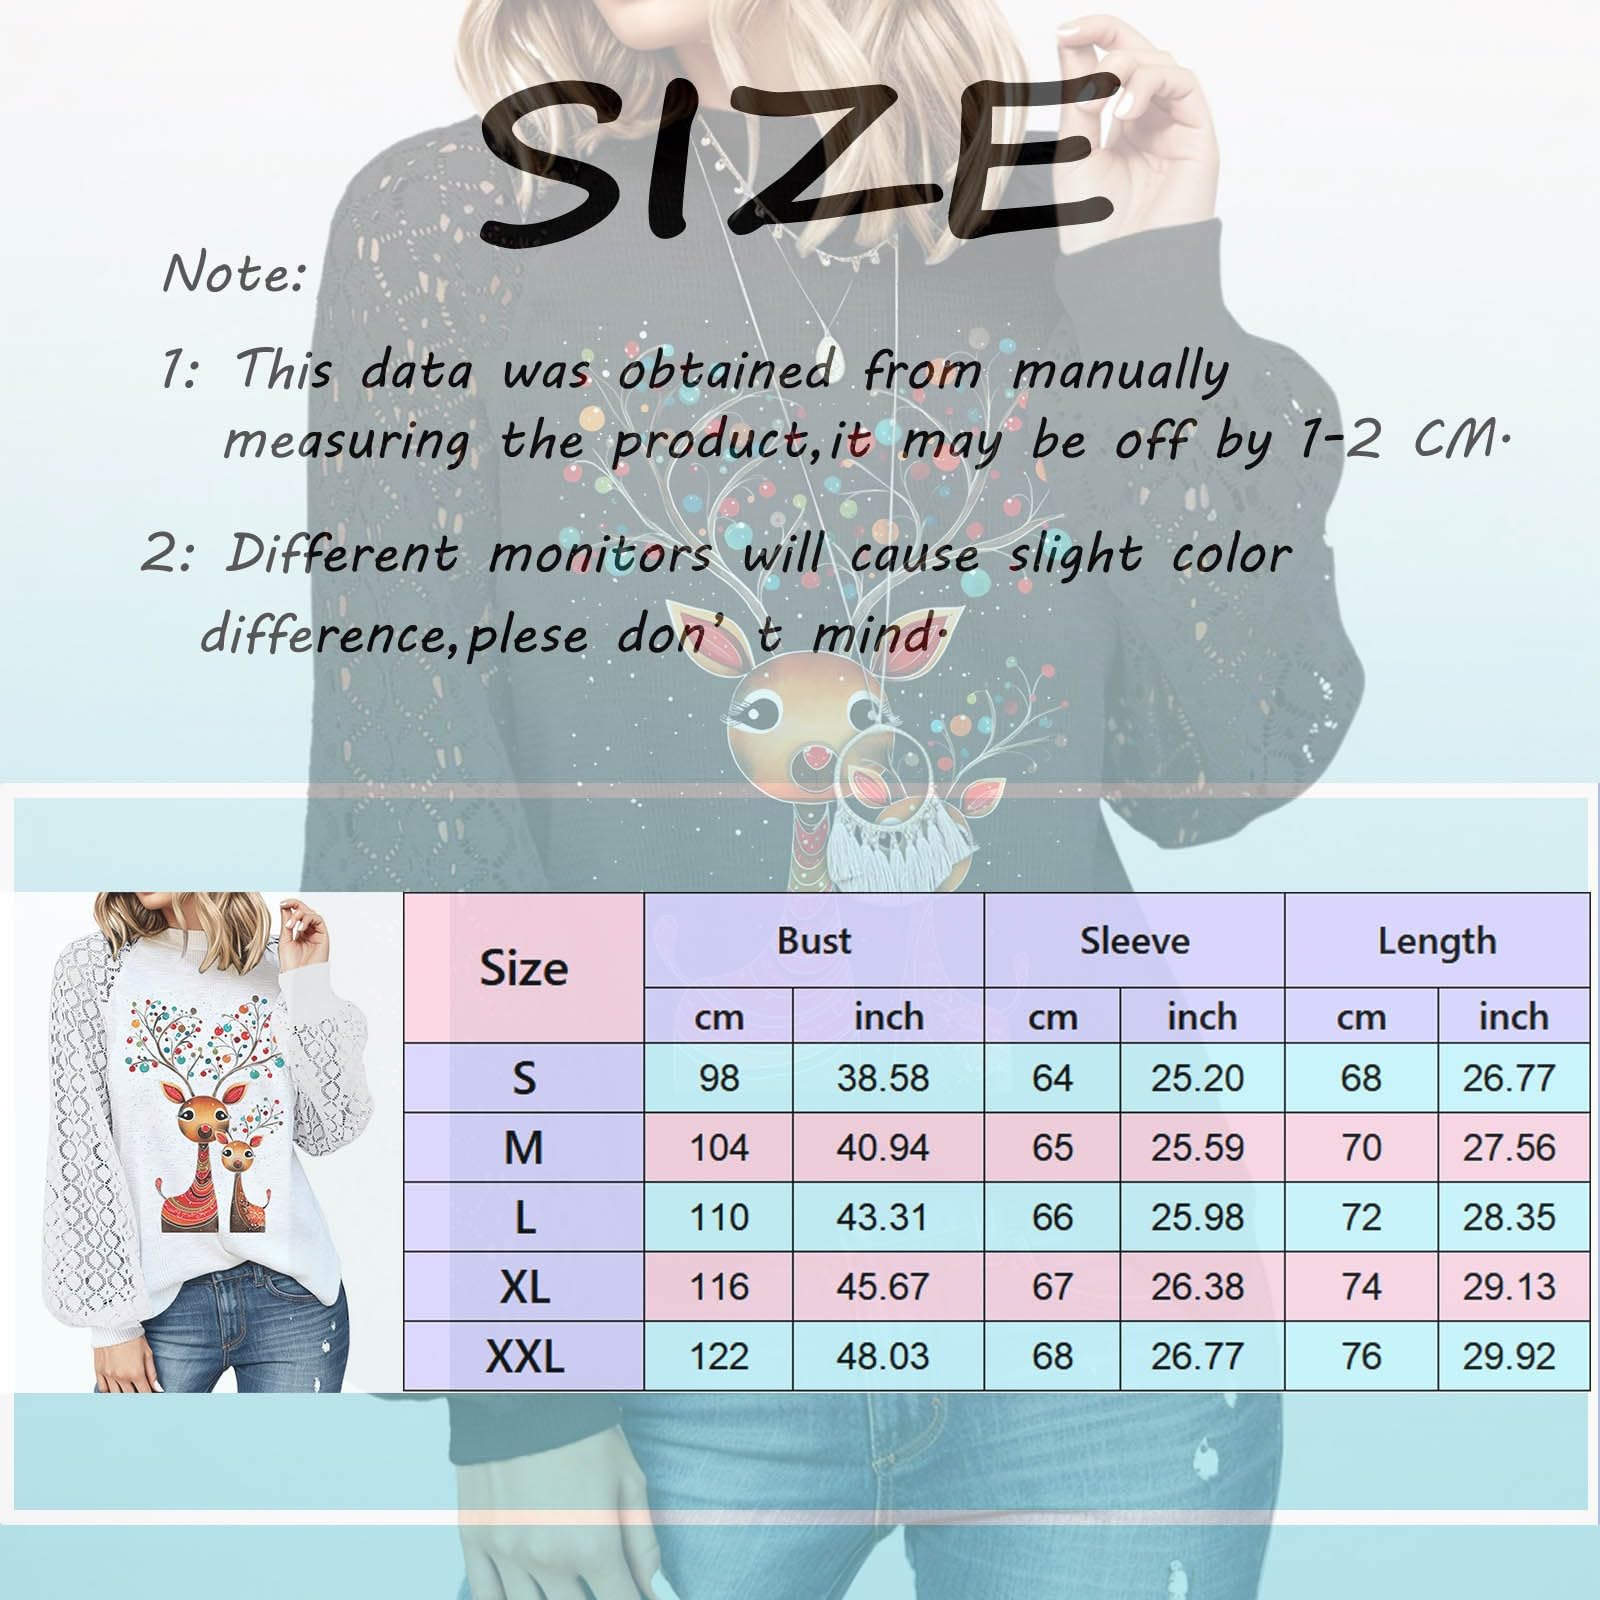 SIZE
Note:
1: This data was obtained from manually
measuring the product,it may be off by 1-2 CM.
2: Different monitors will cause slight color
difference,plese don't mind.
Size Bust Sleeve Length
cm inch cm inch cm inch
S 98 38.58 64 25.20 68 26.77
M 104 40.94 65 25.59 70 27.56
L 110 43.31 66 25.98 72 28.35
XL 116 45.67 67 26.38 74 29.13
XXL 122 48.03 68 26.77 76 29.92